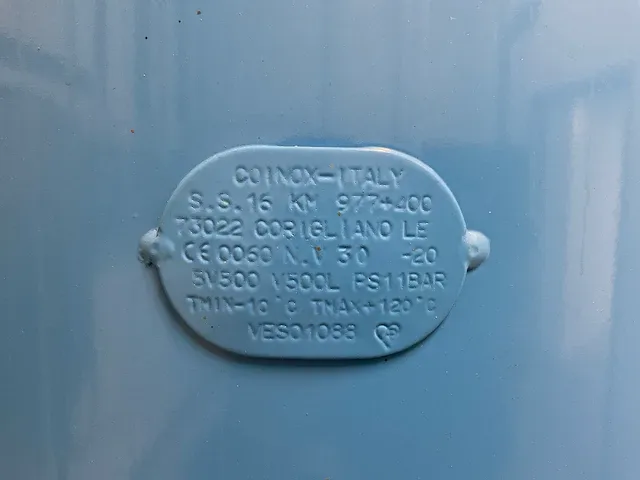 COINOX-ITALY
S.S.16 KM 977+400
73022 CORIGLIANO LE
CE 0060 N.V 30 -20
SV500 V500L PS11BAR
TMIN-10°C TMAX+120°C
VES01088